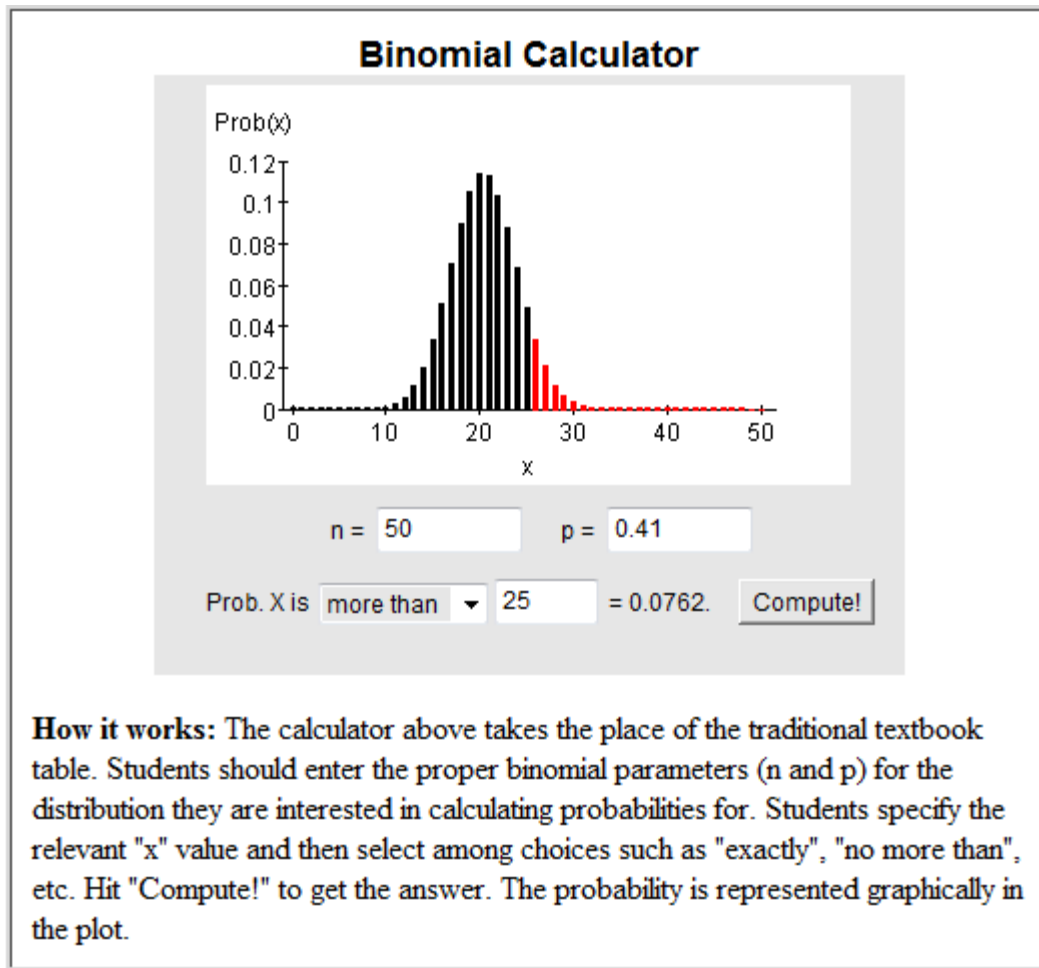 Binomial Calculator
Prob(x)
0.12
0.1
0.08
0.06
0.04
0.02
0
0 10 20 30 40 50
x
n = 50 p = 0.41
Prob. X is more than 25 = 0.0762. Compute!
How it works: The calculator above takes the place of the traditional textbook
table. Students should enter the proper binomial parameters (n and p) for the
distribution they are interested in calculating probabilities for. Students specify the
relevant "x" value and then select among choices such as "exactly", "no more than",
etc. Hit "Compute!" to get the answer. The probability is represented graphically in
the plot.